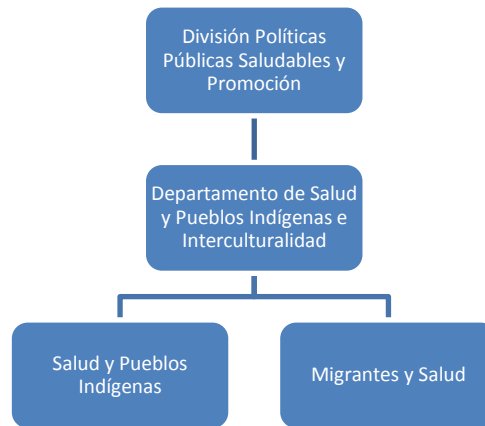 División Políticas
Públicas Saludables y
Promoción
Departamento de Salud
y Pueblos Indígenas e
Interculturalidad
Salud y Pueblos
Indígenas
Migrantes y Salud